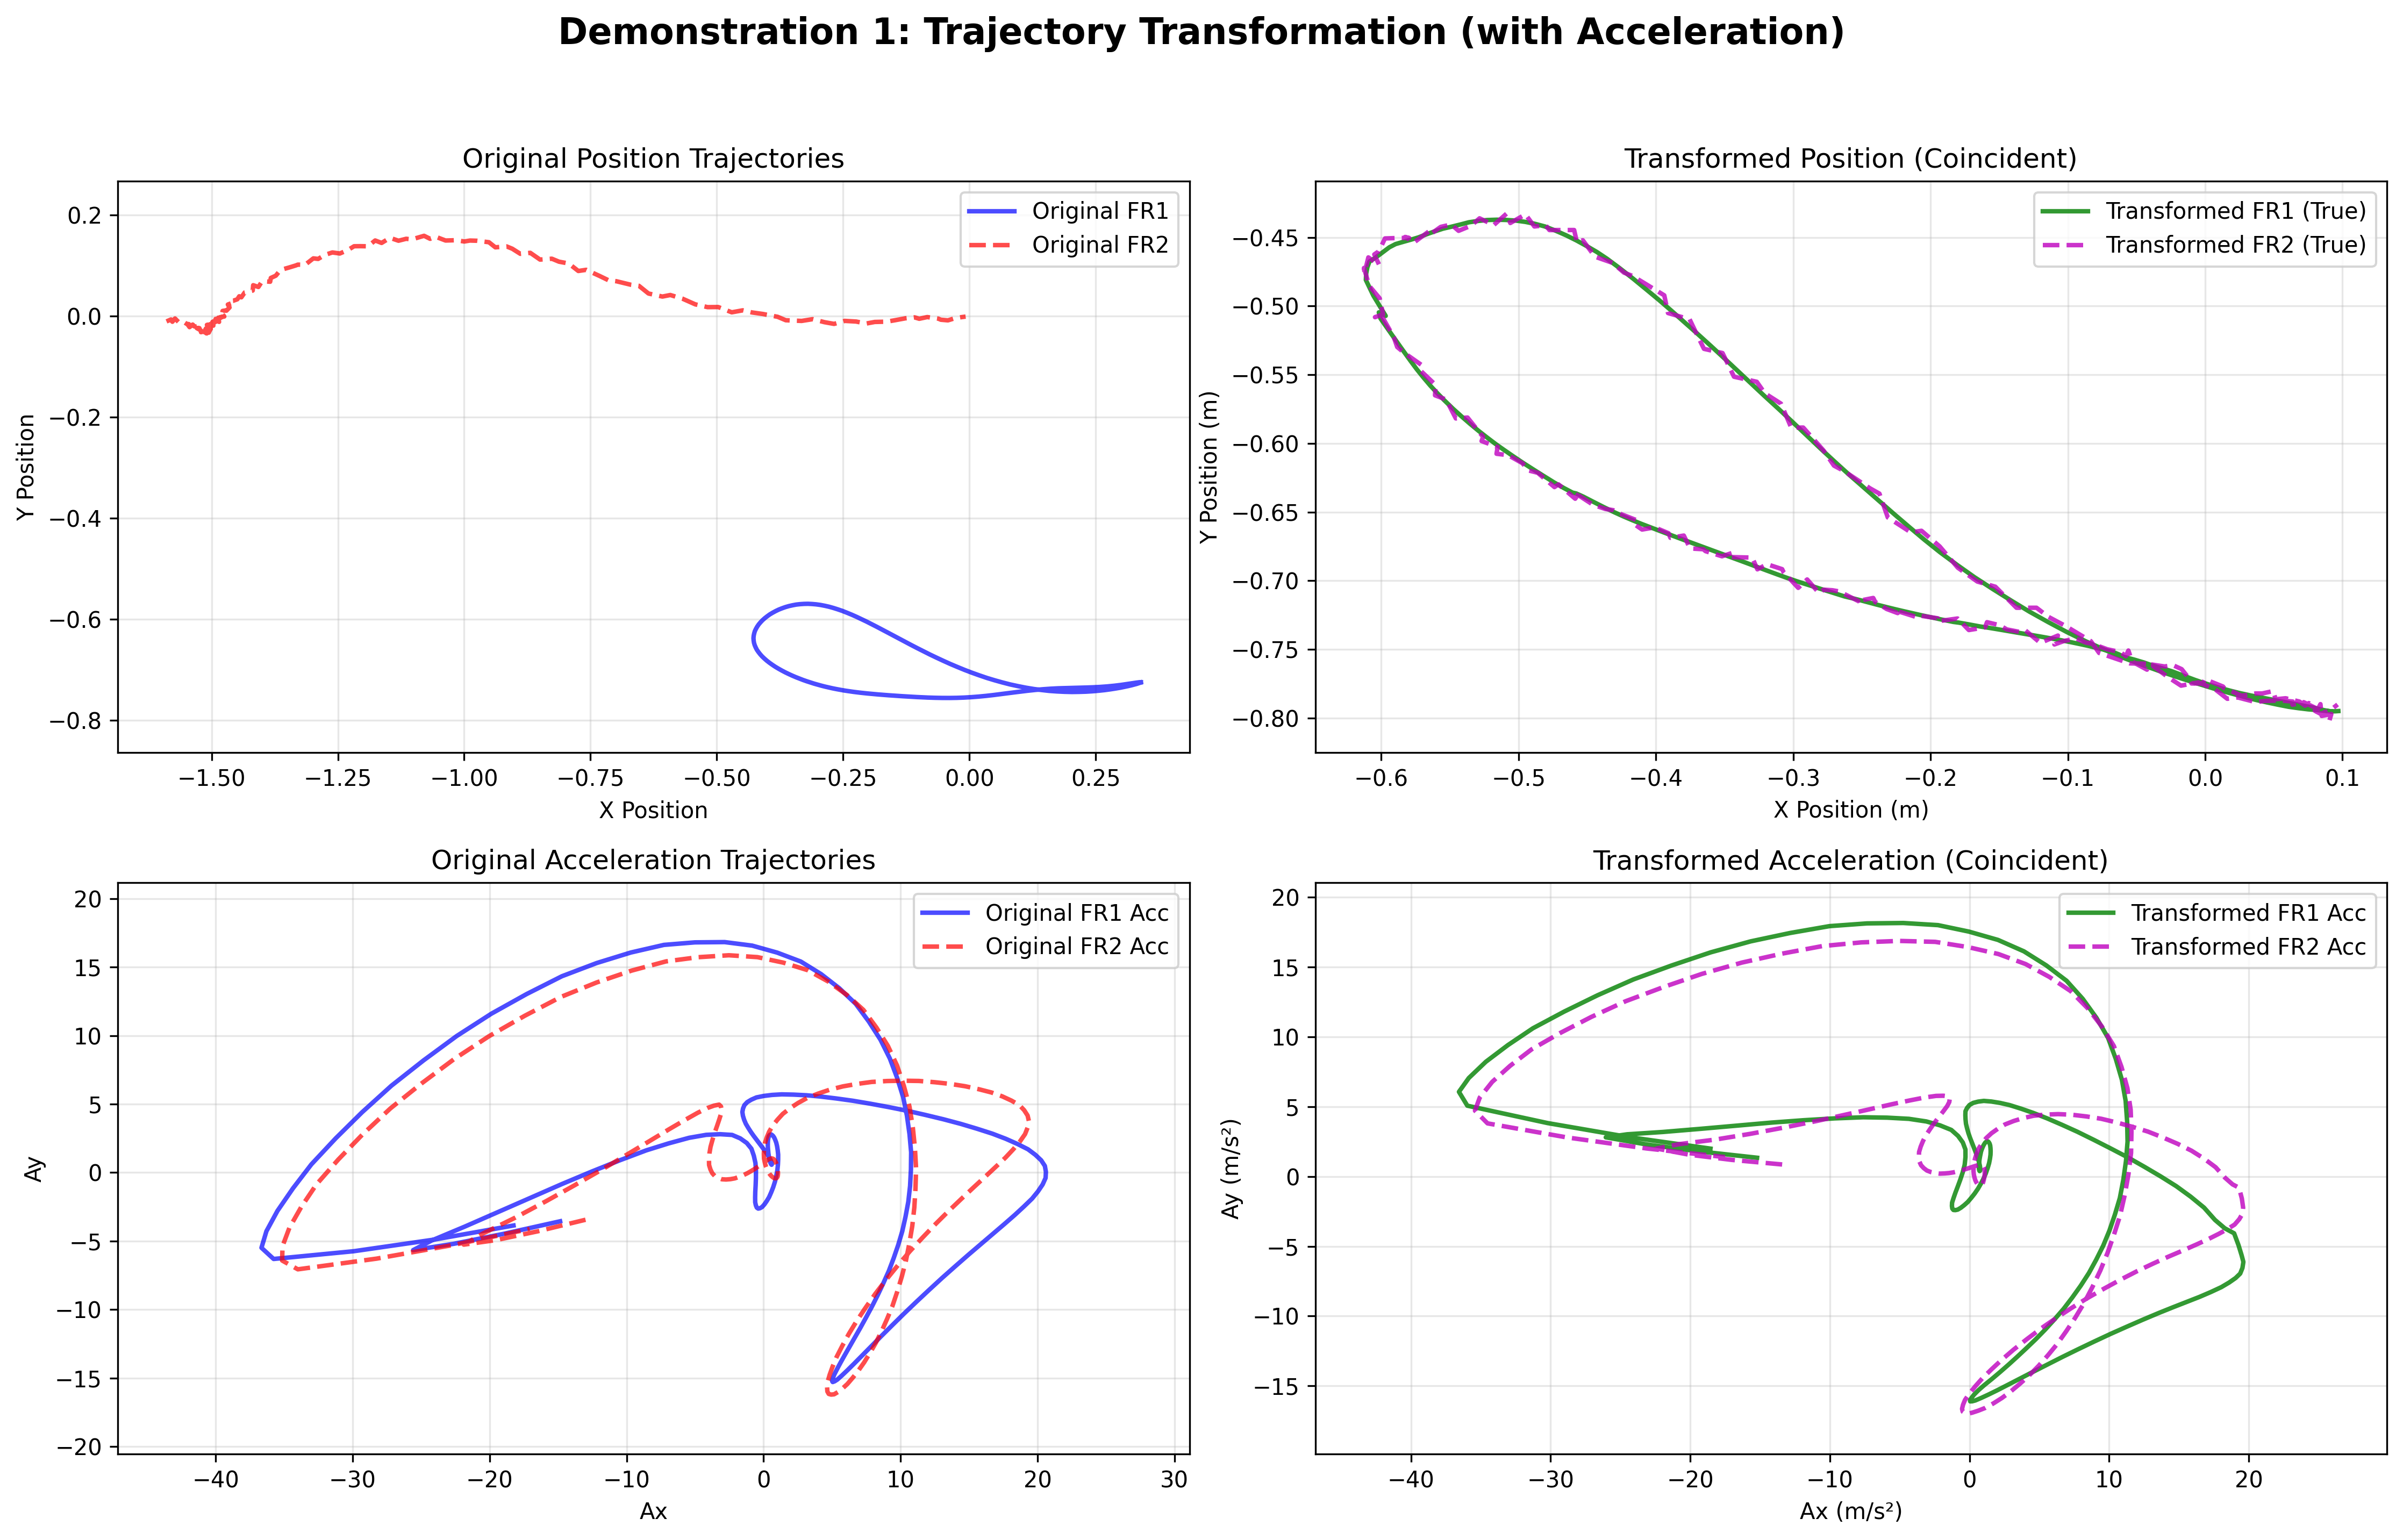 Demonstration 1: Trajectory Transformation (with Acceleration)
Original Position Trajectories
Original FR1
Original FR2
0.2
0.0
−0.2
−0.4
−0.6
−0.8
Y Position
−1.50 −1.25 −1.00 −0.75 −0.50 −0.25 0.00 0.25
X Position
Transformed Position (Coincident)
Transformed FR1 (True)
Transformed FR2 (True)
−0.45
−0.50
−0.55
−0.60
−0.65
−0.70
−0.75
−0.80
Y Position (m)
−0.6 −0.5 −0.4 −0.3 −0.2 −0.1 0.0 0.1
X Position (m)
Original Acceleration Trajectories
Original FR1 Acc
Original FR2 Acc
20
15
10
5
0
−5
−10
−15
−20
Ay
−40 −30 −20 −10 0 10 20 30
Ax
Transformed Acceleration (Coincident)
Transformed FR1 Acc
Transformed FR2 Acc
20
15
10
5
0
−5
−10
−15
Ay (m/s²)
−40 −30 −20 −10 0 10 20
Ax (m/s²)